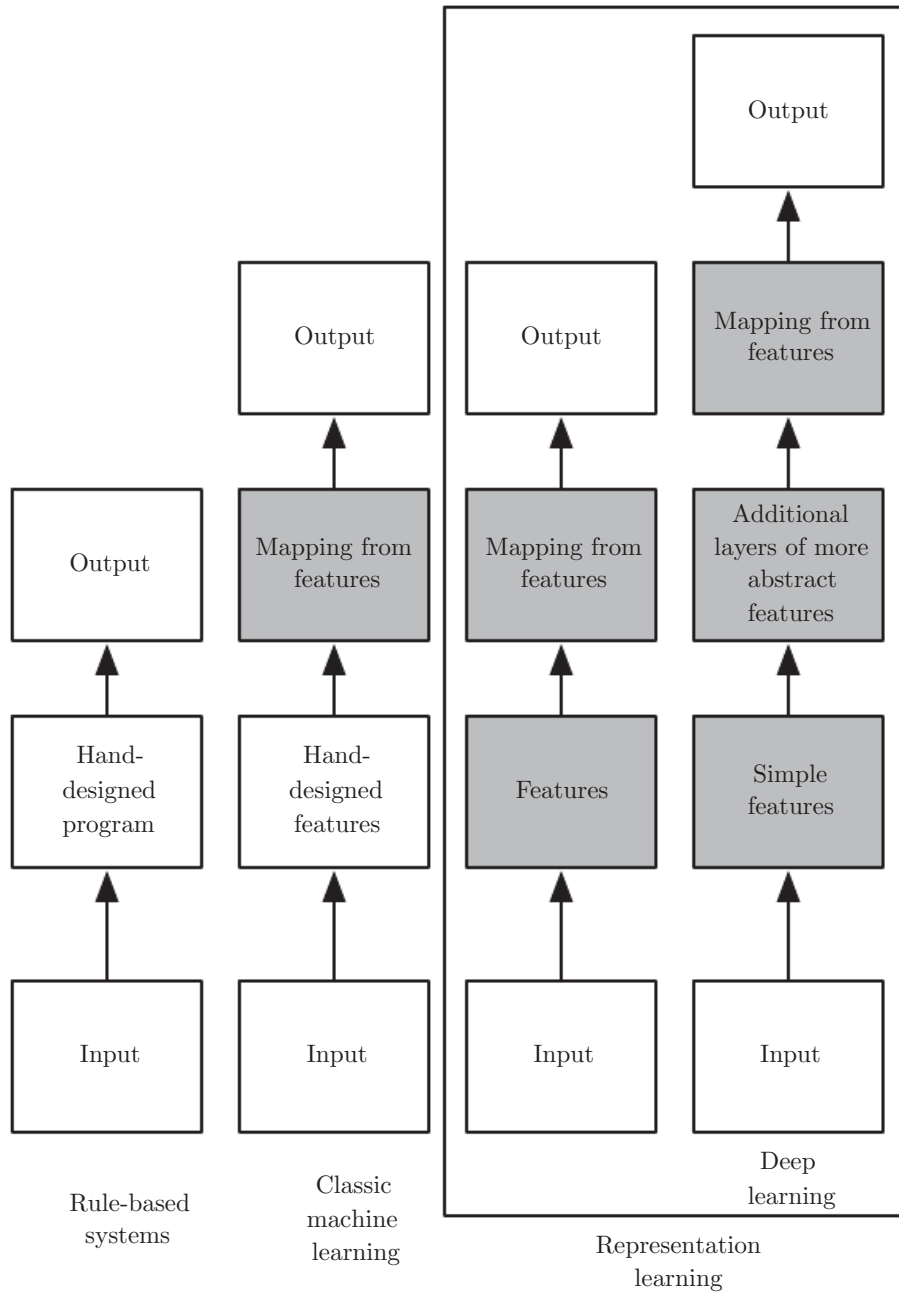 Output
Output
Output
Mapping from
features
Output
Mapping from
features
Mapping from
features
Additional
layers of more
abstract
features
Hand-
designed
program
Hand-
designed
features
Features
Simple
features
Input
Input
Input
Input
Rule-based
systems
Classic
machine
learning
Deep
learning
Representation
learning